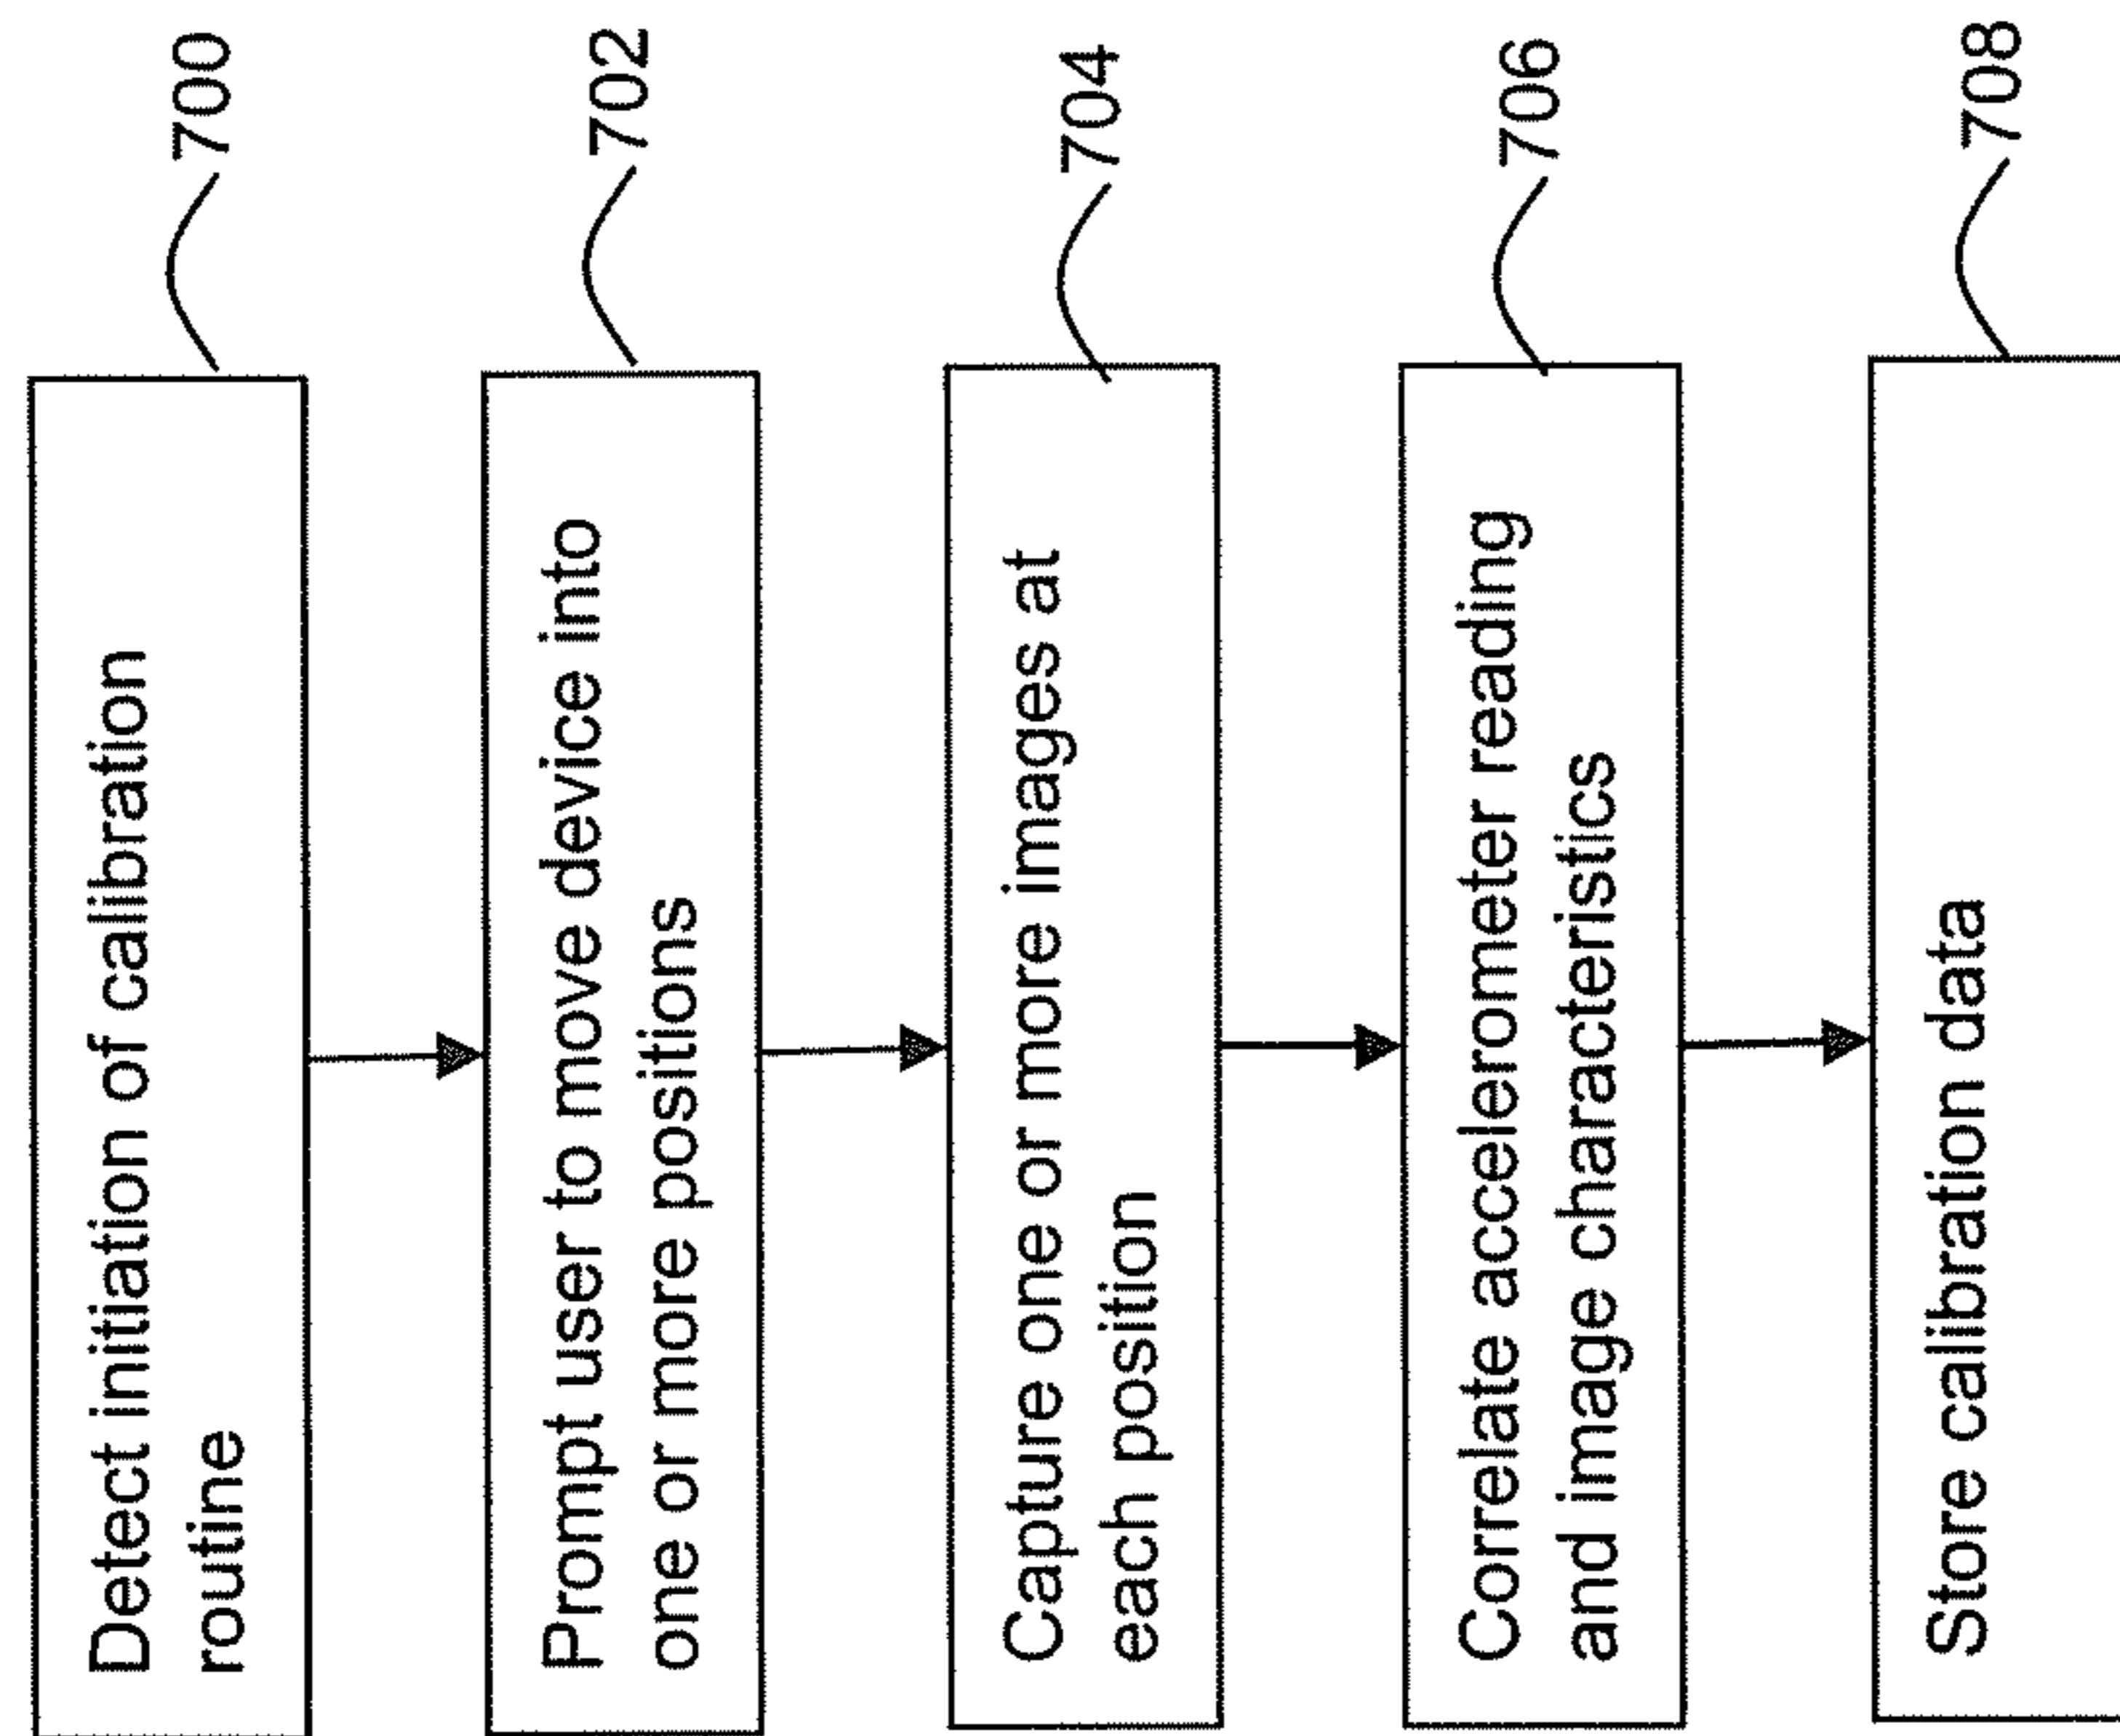 Detect initiation of calibration
routine
700
Prompt user to move device into
one or more positions
702
Capture one or more images at
each position
704
Correlate accelerometer reading
and image characteristics
706
Store calibration data
708